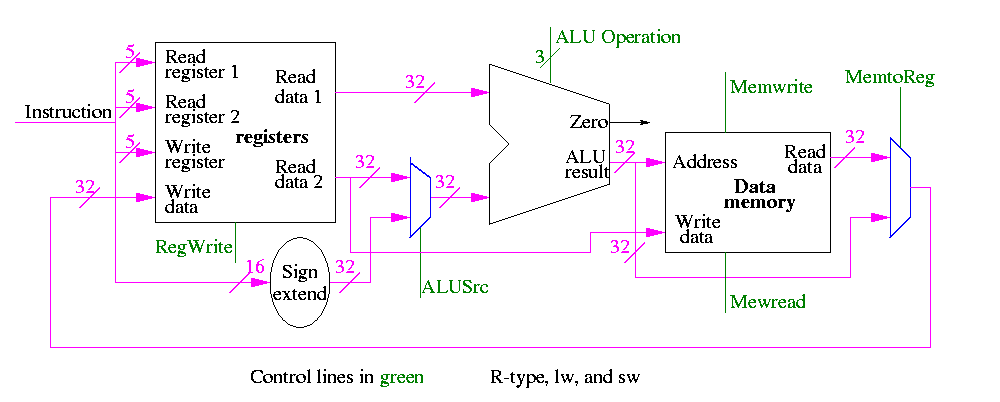 ALU Operation
3
5
Read
register 1
Read
data 1
32
Memwrite
MemtoReg
Instruction
5
Read
register 2
registers
Zero
5
Write
register
Read
data 2
32
32
ALU
result
32
Address
Read
data
32
Data
memory
32
Write
data
Write
data
32
RegWrite
16
Sign
extend
32
ALUSrc
Mewread
Control lines in green
R-type, lw, and sw